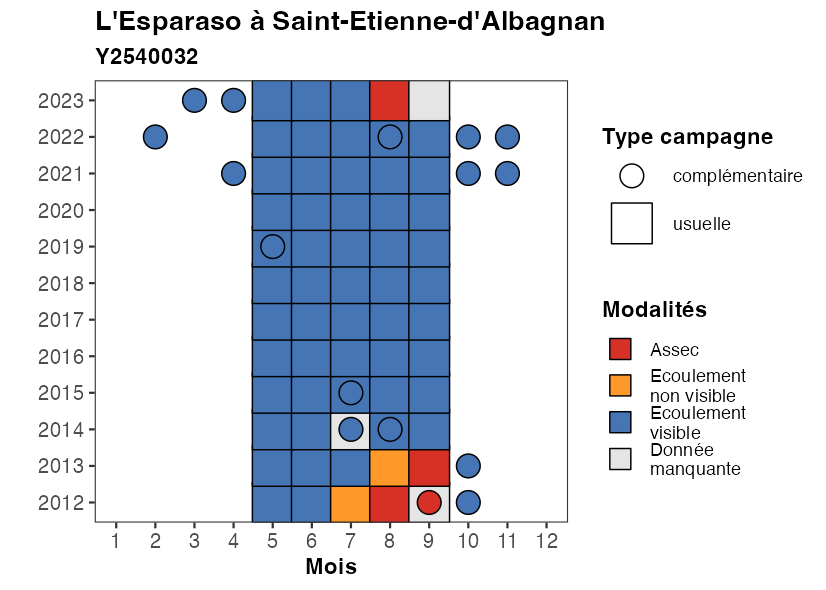 L'Esparaso à Saint-Etienne-d'Albagnan
Y2540032
2023
2022
2021
2020
2019
2018
2017
2016
2015
2014
2013
2012
1 2 3 4 5 6 7 8 9 10 11 12
Mois
Type campagne
complémentaire
usuelle
Modalités
Assec
Ecoulement
non visible
Ecoulement
visible
Donnée
manquante